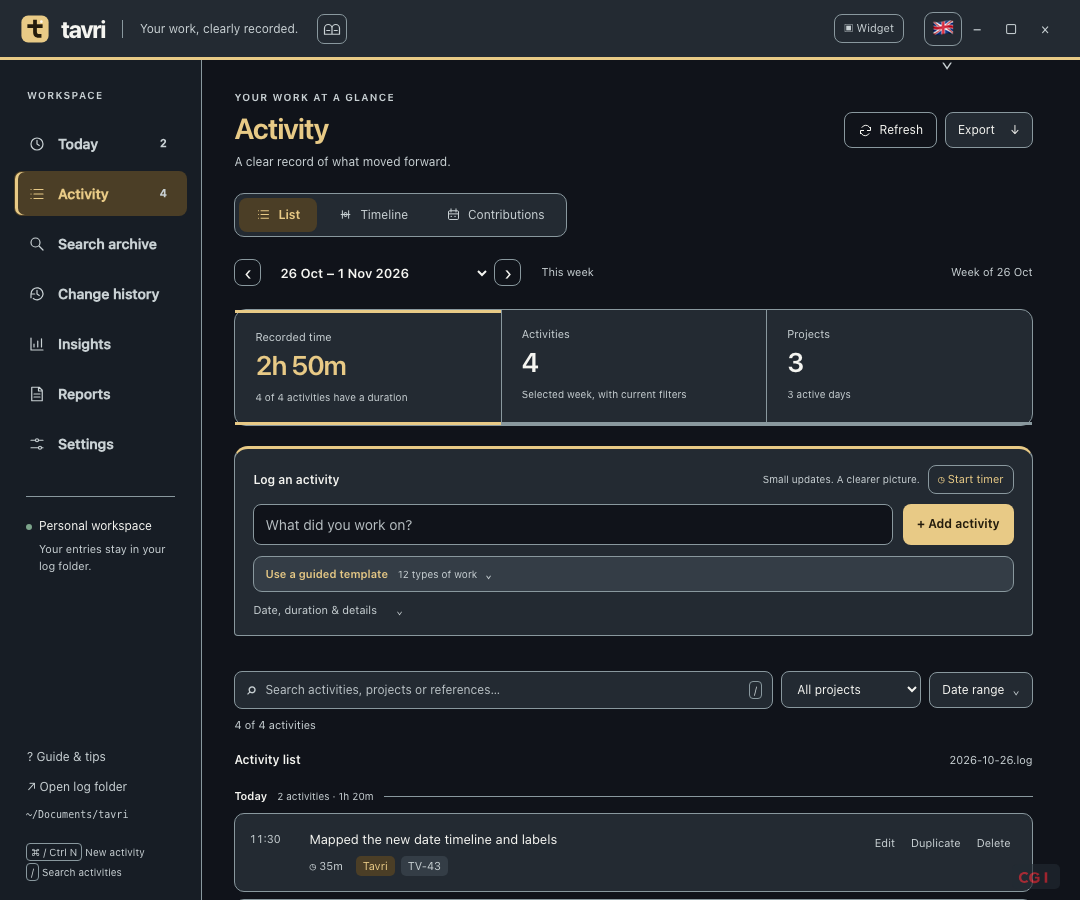 tavri
Your work, clearly recorded.
Widget
WORKSPACE
Today 2
Activity 4
Search archive
Change history
Insights
Reports
Settings
Personal workspace
Your entries stay in your
log folder.
? Guide & tips
↗ Open log folder
~/Documents/tavri
⌘ / Ctrl N New activity
/ Search activities
YOUR WORK AT A GLANCE
Activity
A clear record of what moved forward.
Refresh
Export ↓
List
Timeline
Contributions
‹ 26 Oct – 1 Nov 2026 › This week
Week of 26 Oct
Recorded time
2h 50m
4 of 4 activities have a duration
Activities
4
Selected week, with current filters
Projects
3
3 active days
Log an activity
Small updates. A clearer picture.
Start timer
What did you work on?
+ Add activity
Use a guided template 12 types of work
Date, duration & details
Search activities, projects or references... /
All projects
Date range
4 of 4 activities
Activity list
2026-10-26.log
Today 2 activities · 1h 20m
11:30 Mapped the new date timeline and labels
35m Tavri TV-43
Edit Duplicate Delete
CGI